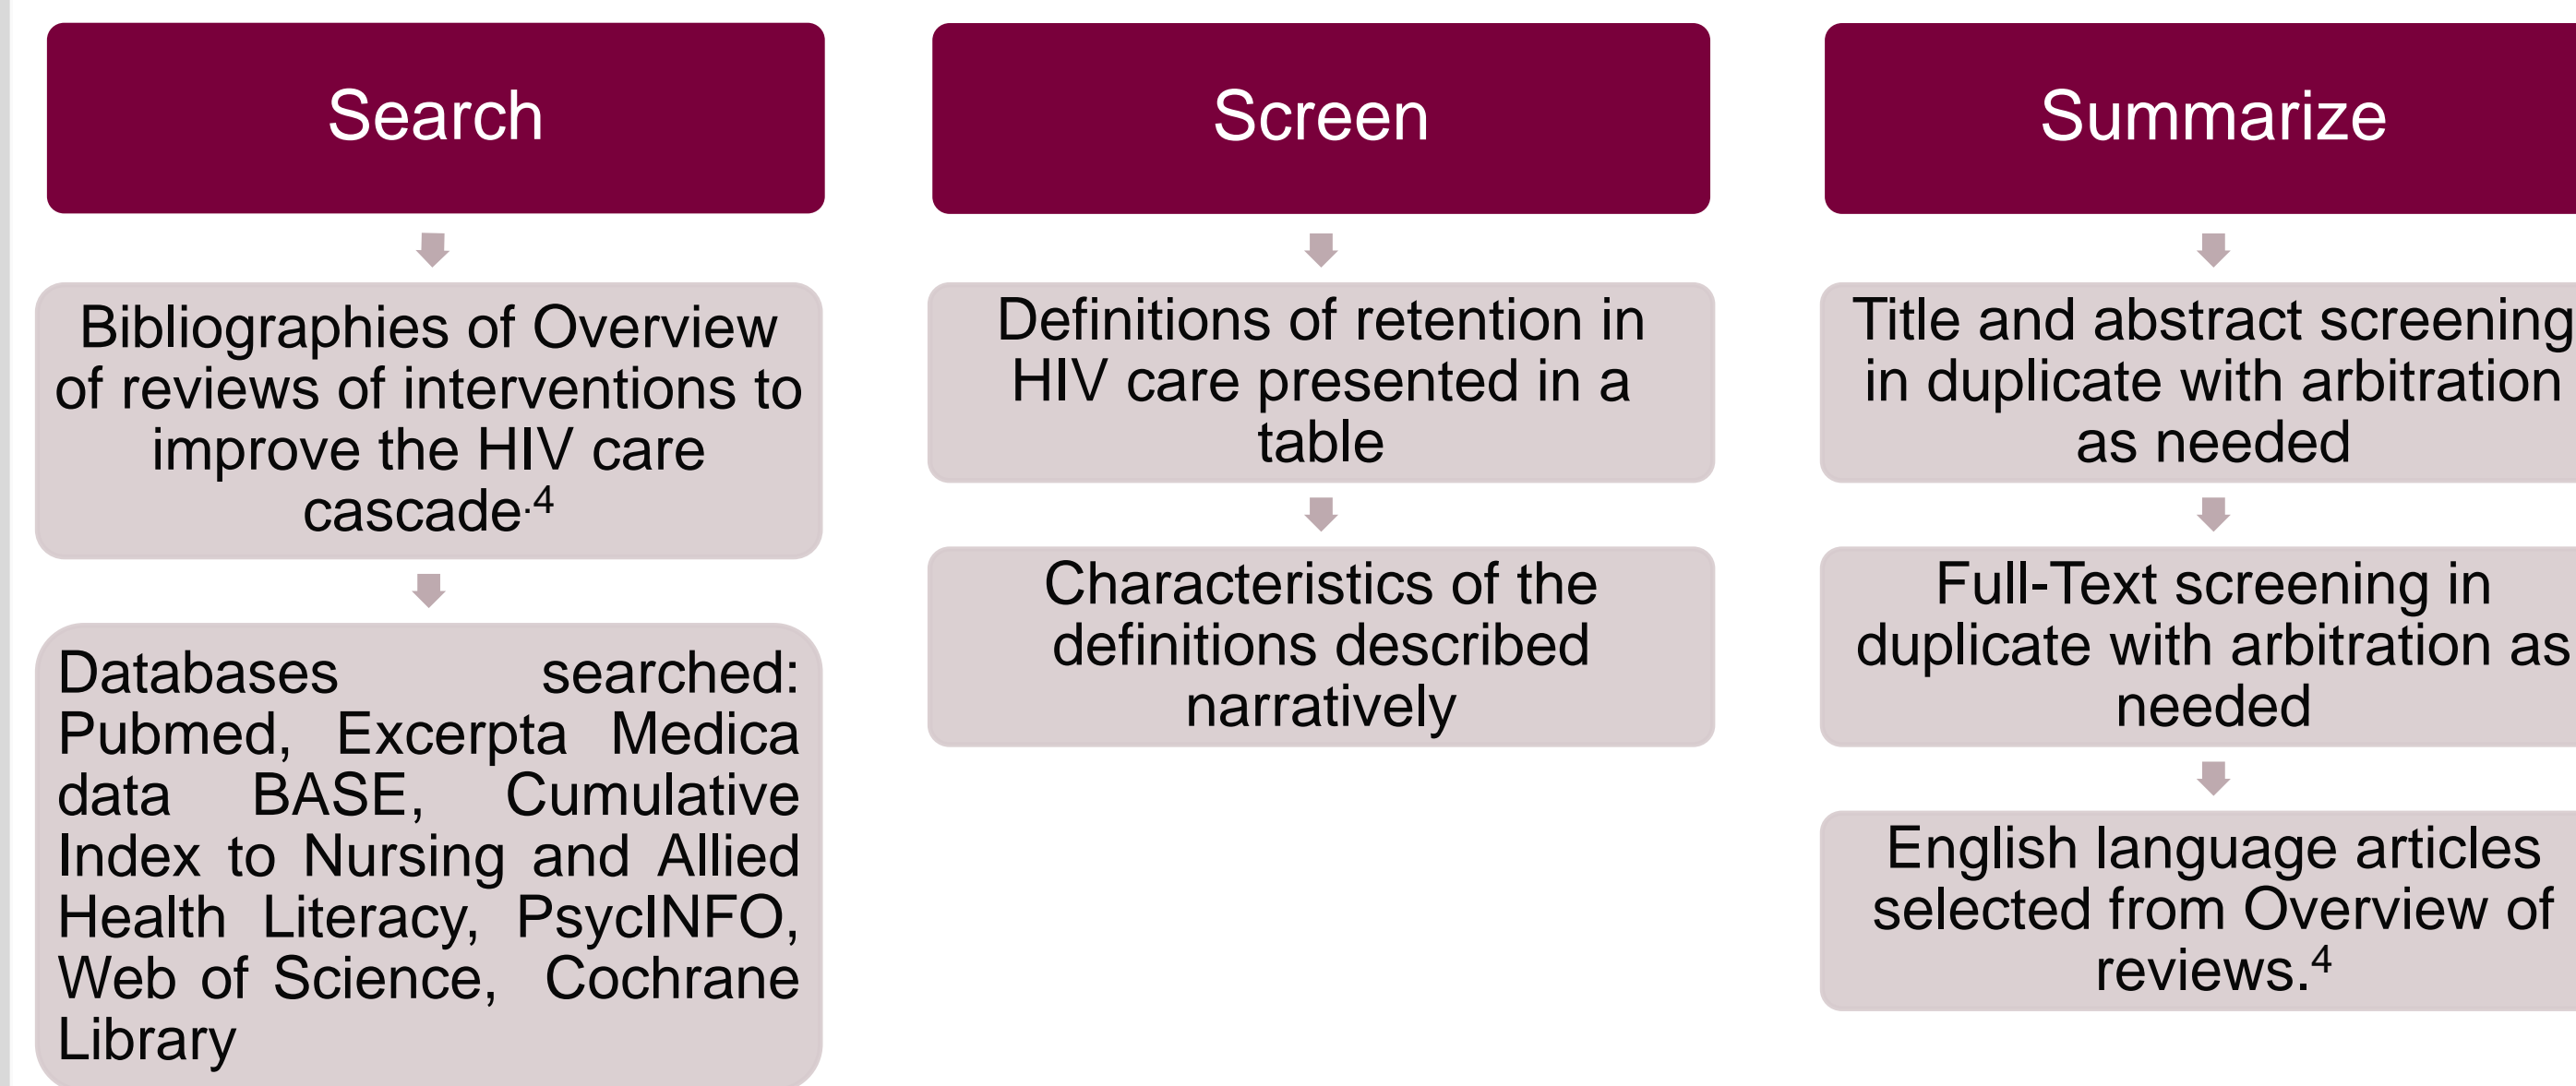 Search
Bibliographies of Overview
of reviews of interventions to
improve the HIV care
cascade.4
Databases searched:
Pubmed, Excerpta Medica
data BASE, Cumulative
Index to Nursing and Allied
Health Literacy, PsycINFO,
Web of Science, Cochrane
Library
Screen
Definitions of retention in
HIV care presented in a
table
Characteristics of the
definitions described
narratively
Summarize
Title and abstract screening
in duplicate with arbitration
as needed
Full-Text screening in
duplicate with arbitration as
needed
English language articles
selected from Overview of
reviews.4